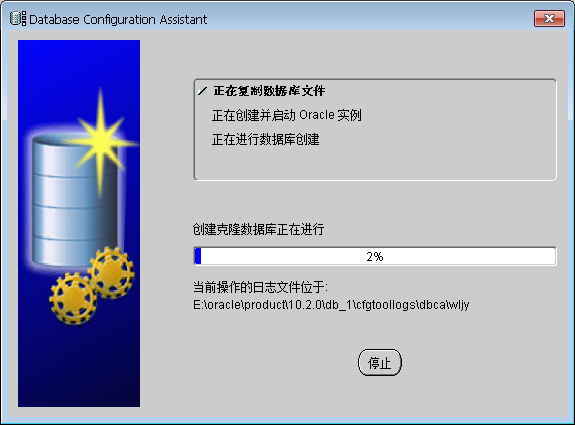 Database Configuration Assistant
正在复制数据库文件
正在创建并启动 Oracle 实例
正在进行数据库创建
创建克隆数据库正在进行
2%
当前操作的日志文件位于:
E:\oracle\product\10.2.0\db_1\cfgtoollogs\dbca\wljy
停止